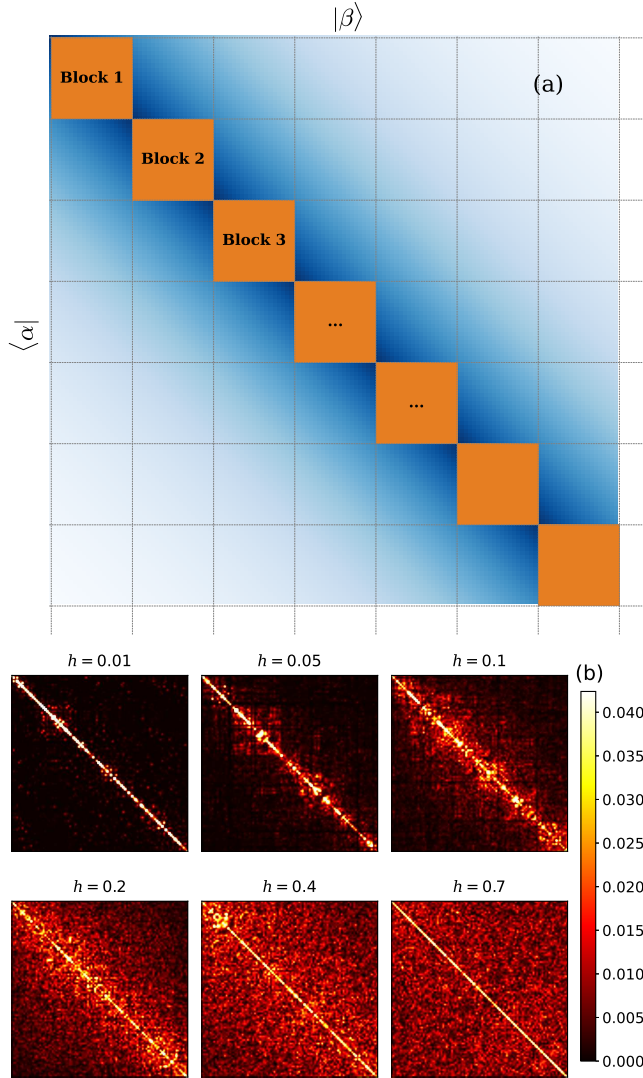 |β⟩
(a)
Block 1
Block 2
Block 3
...
...
⟨α|
h = 0.01
h = 0.05
h = 0.1
(b)
0.040
0.035
0.030
0.025
0.020
0.015
0.010
0.005
0.000
h = 0.2
h = 0.4
h = 0.7